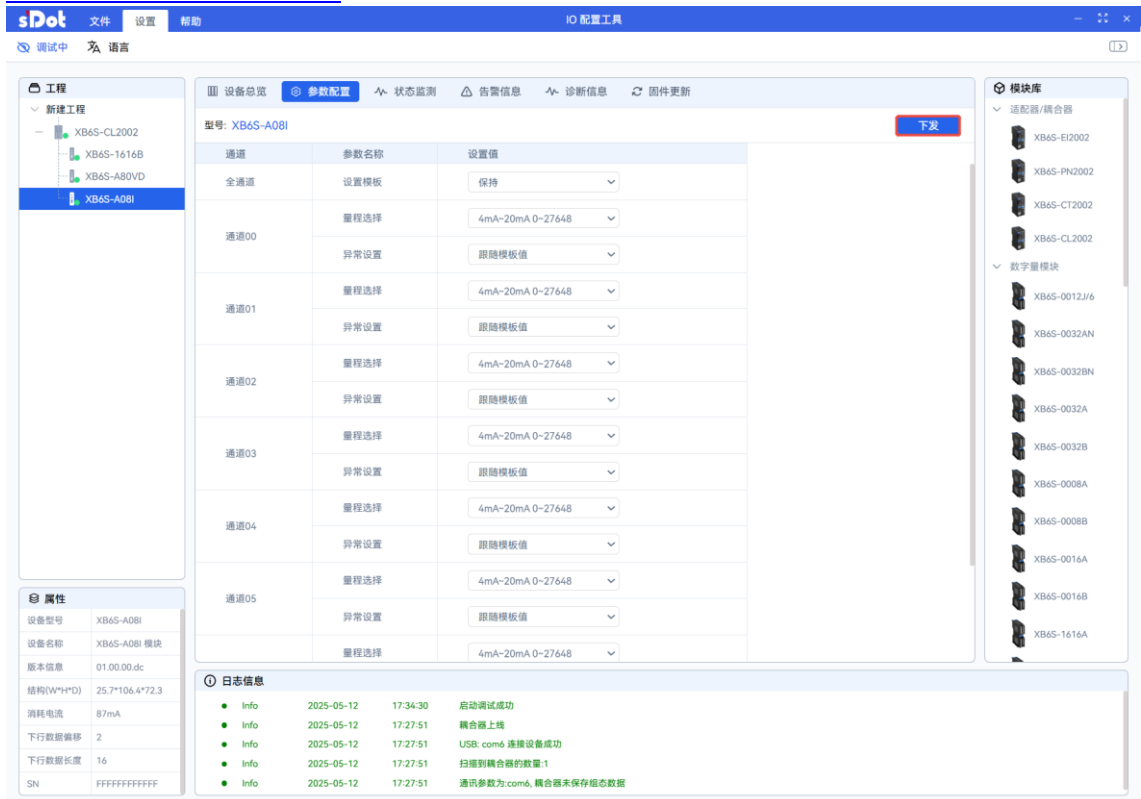 sDot 文件 设置 帮助 IO 配置工具
调试中 语言
工程
新建工程
XB6S-CL2002
XB6S-1616B
XB6S-A80VD
XB6S-A08I
设备总览 参数配置 状态监测 告警信息 诊断信息 固件更新
型号: XB6S-A08I 下发
通道 参数名称 设置值
全通道 设置模板 保持
通道00 量程选择 4mA~20mA 0~27648
异常设置 跟随模板值
通道01 量程选择 4mA~20mA 0~27648
异常设置 跟随模板值
通道02 量程选择 4mA~20mA 0~27648
异常设置 跟随模板值
通道03 量程选择 4mA~20mA 0~27648
异常设置 跟随模板值
通道04 量程选择 4mA~20mA 0~27648
异常设置 跟随模板值
通道05 量程选择 4mA~20mA 0~27648
异常设置 跟随模板值
量程选择 4mA~20mA 0~27648
模块库
适配器/耦合器
XB6S-EI2002
XB6S-PN2002
XB6S-CT2002
XB6S-CL2002
数字量模块
XB6S-0012J/6
XB6S-0032AN
XB6S-0032BN
XB6S-0032A
XB6S-0032B
XB6S-0008A
XB6S-0008B
XB6S-0016A
XB6S-0016B
XB6S-1616A
属性
设备型号 XB6S-A08I
设备名称 XB6S-A08I 模块
版本信息 01.00.00.dc
结构(W*H*D) 25.7*106.4*72.3
消耗电流 87mA
下行数据偏移 2
下行数据长度 16
SN FFFFFFFFFFFF
日志信息
Info 2025-05-12 17:34:30 启动调试成功
Info 2025-05-12 17:27:51 耦合器上线
Info 2025-05-12 17:27:51 USB: com6 连接设备成功
Info 2025-05-12 17:27:51 扫描到耦合器的数量:1
Info 2025-05-12 17:27:51 通讯参数为:com6, 耦合器未保存组态数据